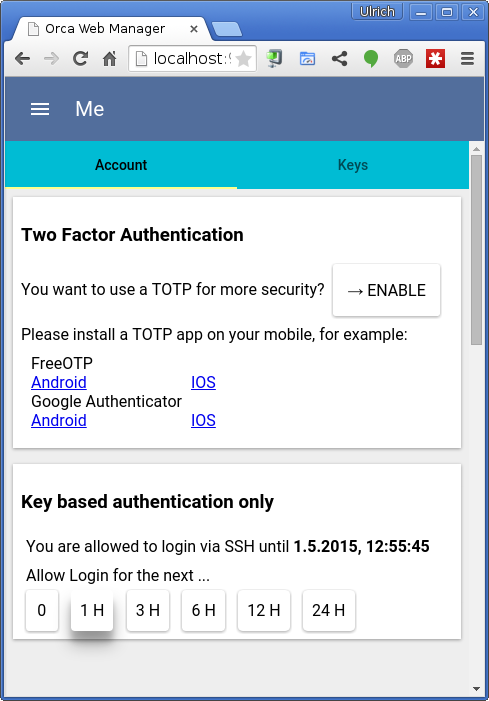 Ulrich
Orca Web Manager
localhost:
ABP
Me
Account
Keys
Two Factor Authentication
You want to use a TOTP for more security?
→ ENABLE
Please install a TOTP app on your mobile, for example:
FreeOTP
Android IOS
Google Authenticator
Android IOS
Key based authentication only
You are allowed to login via SSH until 1.5.2015, 12:55:45
Allow Login for the next ...
0 1 H 3 H 6 H 12 H 24 H